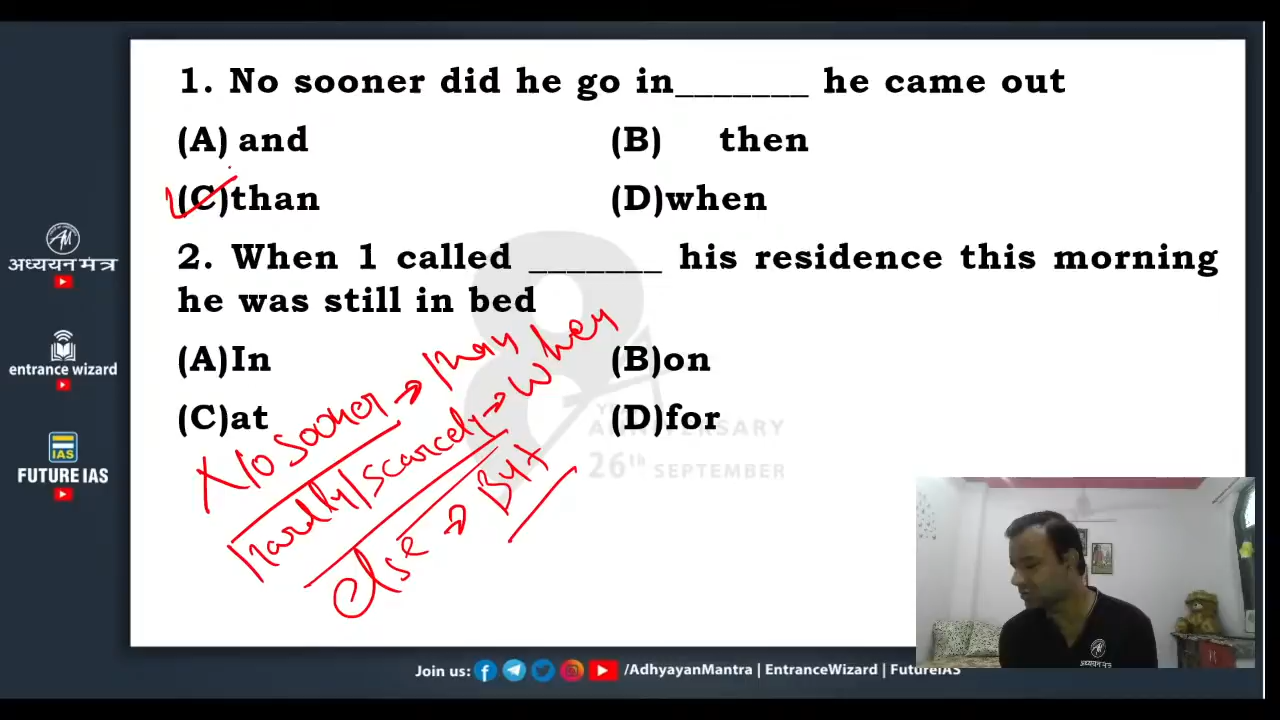 1. No sooner did he go in_______ he came out
(A) and
(B) then
(C)than
(D)when
2. When 1 called _______ his residence this morning
he was still in bed
(A)In
(B)on
(C)at
(D)for
No sooner → than
hardly/scarcely → when
else → But
अध्ययन मंत्र
entrance wizard
IAS
FUTURE IAS
26th SEPTEMBER
Join us: /AdhyayanMantra | EntranceWizard | FutureIAS